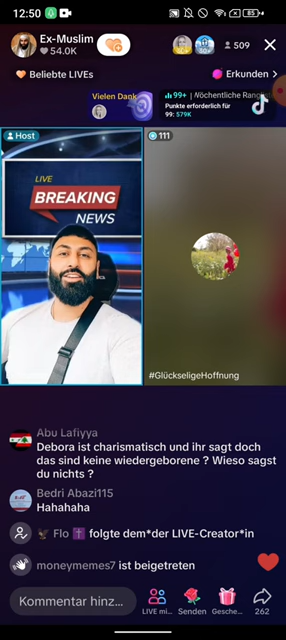 12:50
85
Ex-Muslim
54.0K
509
Beliebte LIVEs
Erkunden >
Vielen Dank
99+ | Wöchentliche Rangliste
Punkte erforderlich für
99: 579K
Host
111
LIVE
BREAKING
NEWS
#GlückseligeHoffnung
Abu Lafiyya
Debora ist charismatisch und ihr sagt doch
das sind keine wiedergeborene ? Wieso sagst
du nichts ?
Bedri Abazi115
Hahahaha
Flo folgte dem*der LIVE-Creator*in
moneymemes7 ist beigetreten
Kommentar hinz...
LIVE mi...
Senden
Gesche...
262